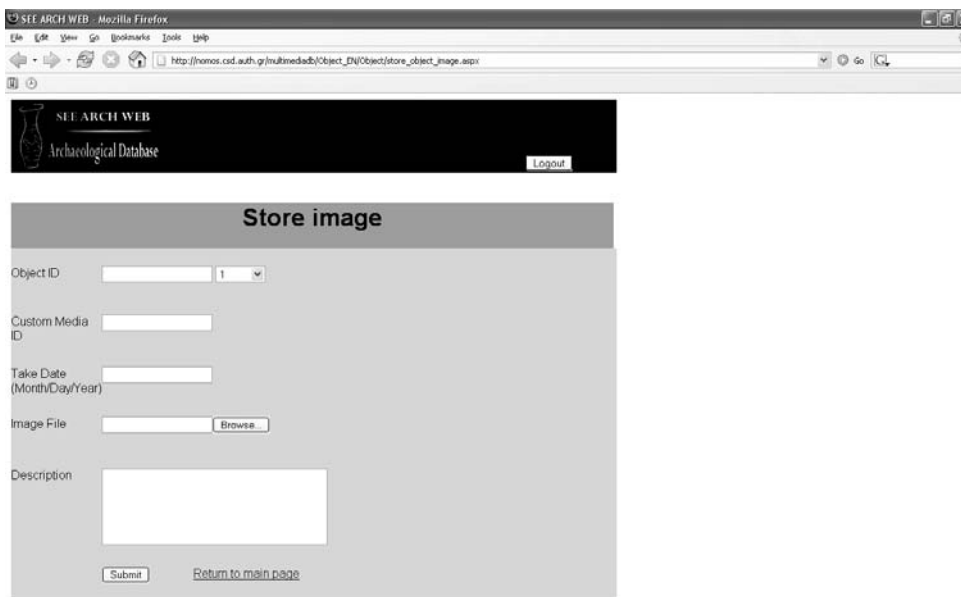 SEE ARCH WEB - Mozilla Firefox
File Edit View Go Bookmarks Tools Help
http://nomos.csd.auth.gr/multimediadb/Object_EN/Object/store_object_image.aspx Go
SEE ARCH WEB
Archaeological Database
Logout
Store image
Object ID 1
Custom Media
ID
Take Date
(Month/Day/Year)
Image File Browse...
Description
Submit Return to main page